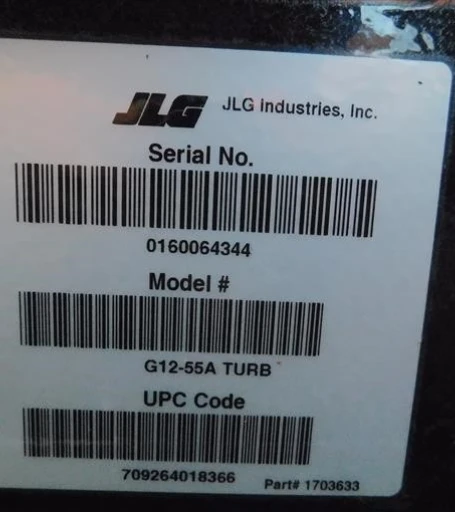 JLG JLG Industries, Inc.
Serial No.
0160064344
Model #
G12-55A TURB
UPC Code
709264018366 Part# 1703633